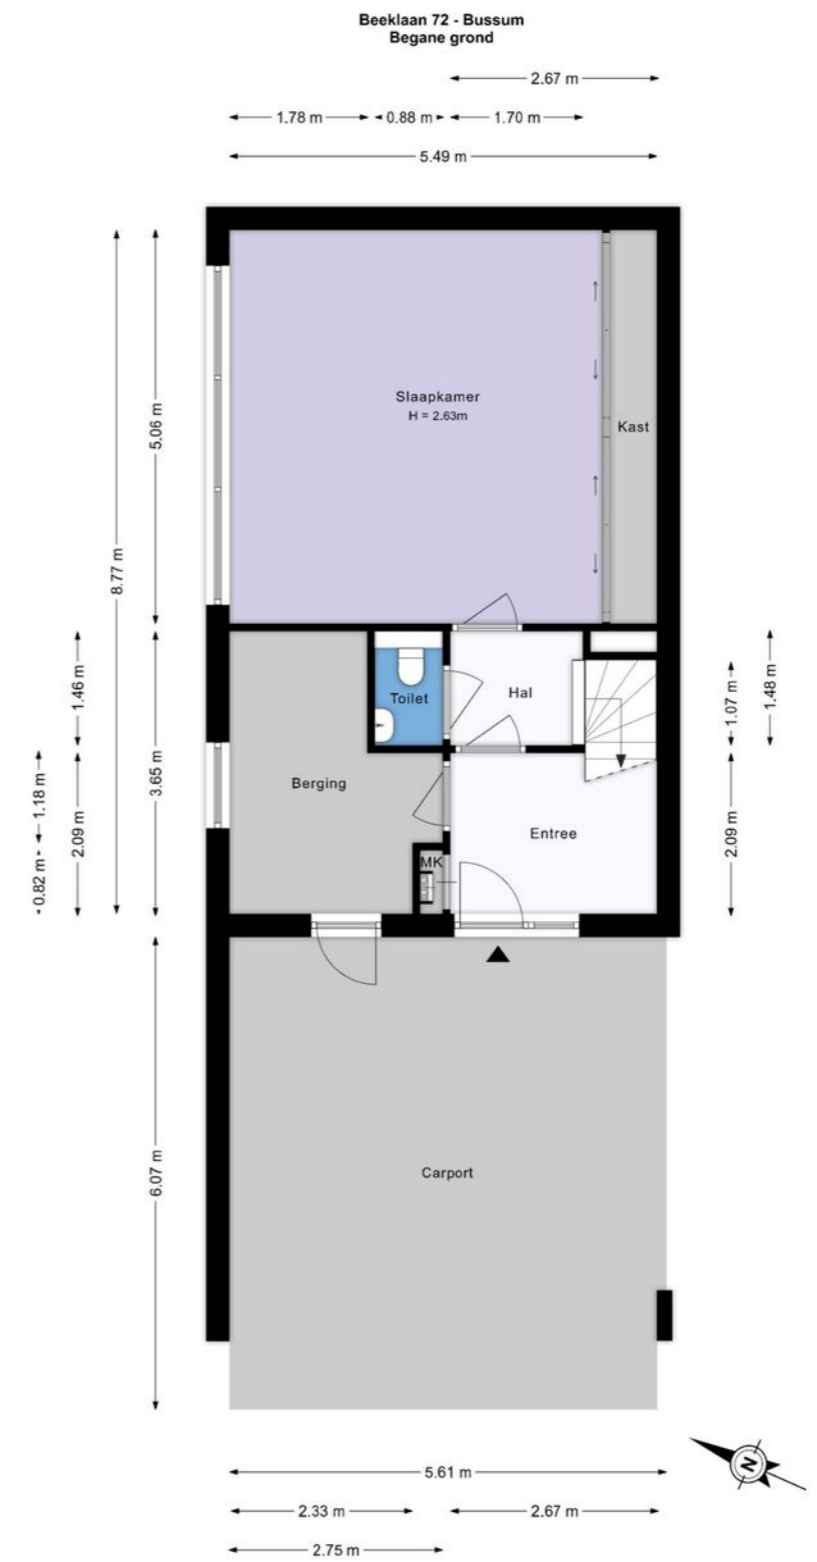 Beeklaan 72 - Bussum
Begane grond
2.67 m
1.78 m
0.88 m
1.70 m
5.49 m
8.77 m
5.06 m
Slaapkamer
H = 2.63m
Kast
1.46 m
3.65 m
1.18 m
0.82 m
2.09 m
Toilet
Hal
1.07 m
1.48 m
Berging
Entree
2.09 m
MK
6.07 m
Carport
N
5.61 m
2.33 m
2.67 m
2.75 m